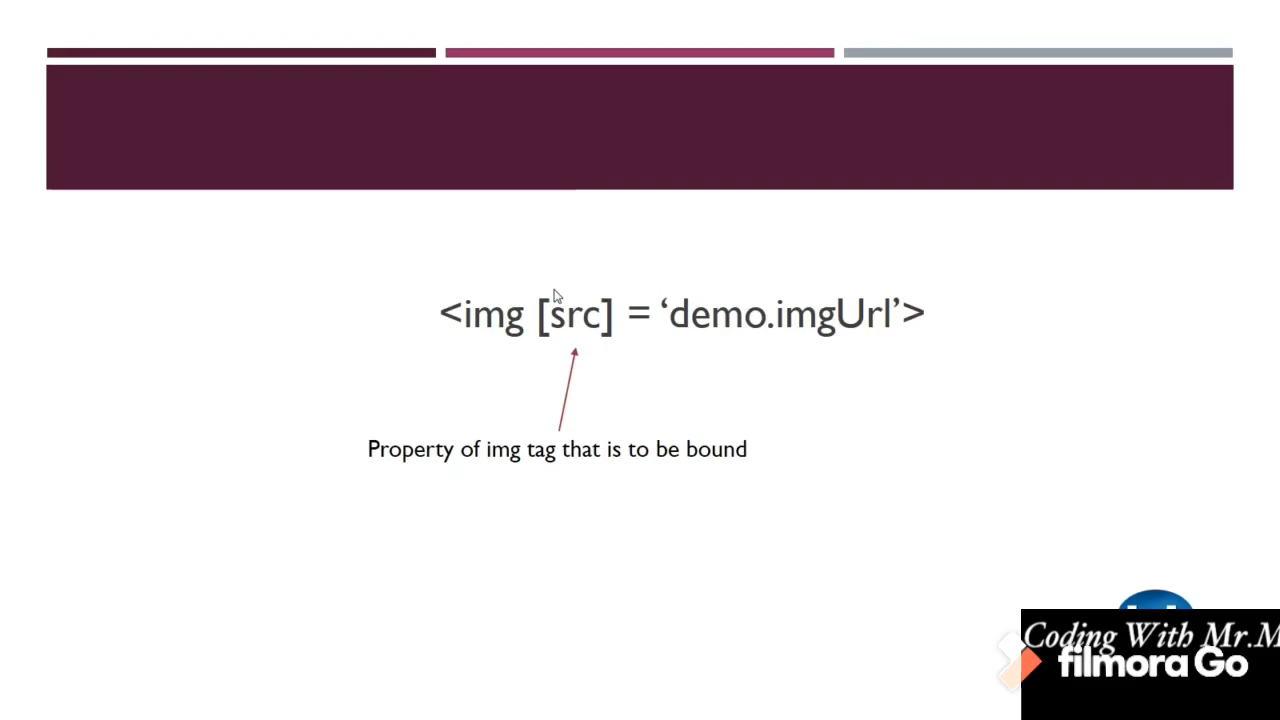 <img [src] = ‘demo.imgUrl’>
Property of img tag that is to be bound
Coding With Mr.M
filmora Go